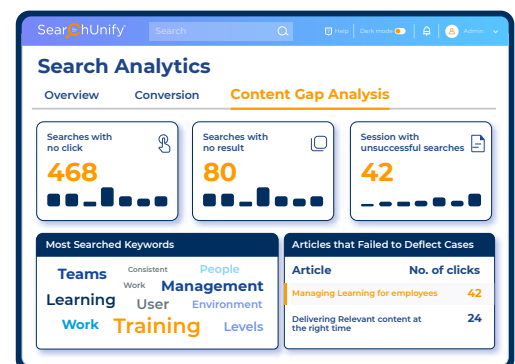 SearchUnify
Search
Help
Dark mode
Admin
Search Analytics
Overview
Conversion
Content Gap Analysis
Searches with
no click
468
Searches with
no result
80
Session with
unsuccessful searches
42
Most Searched Keywords
Teams
Consistent
People
Work
Management
Learning
User
Environment
Work
Training
Levels
Articles that Failed to Deflect Cases
Article No. of clicks
Managing Learning for employees 42
Delivering Relevant content at
the right time 24